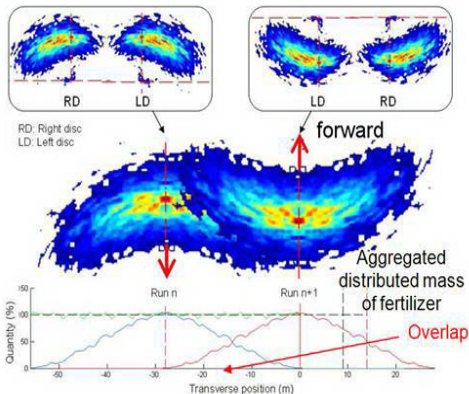 RD LD
LD RD
RD: Right disc
LD: Left disc
forward
Aggregated
distributed mass
of fertilizer
Run n
Run n+1
Overlap
Quantity (%)
150
100
50
0
-50 -40 -30 -20 -10 0 10 20
Transverse position (m)